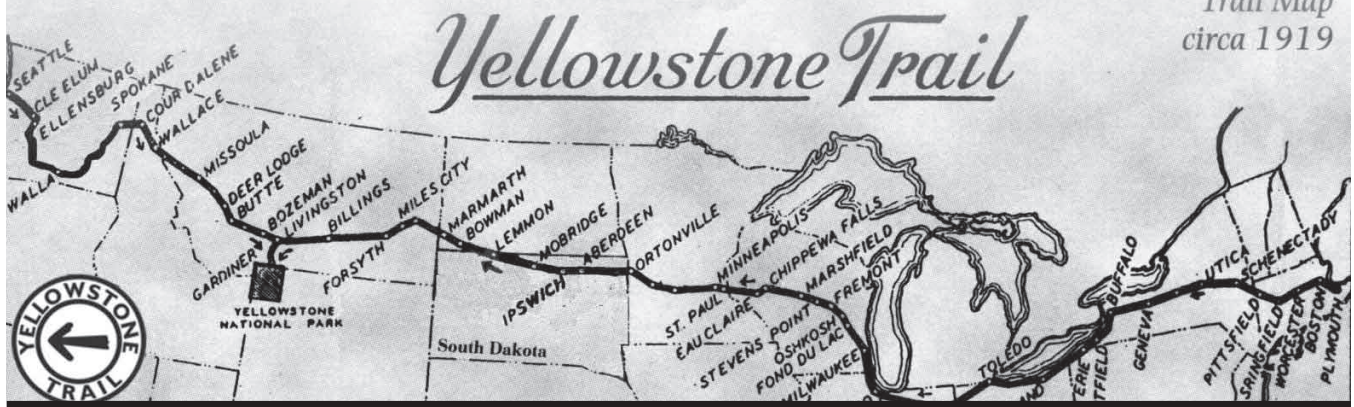 Yellowstone Trail
Trail Map
circa 1919
SEATTLE
CLE ELUM
ELLENSBURG
SPOKANE
COUR D'ALENE
WALLACE
WALLA
MISSOULA
DEER LODGE
BUTTE
BOZEMAN
LIVINGSTON
BILLINGS
GARDINER
YELLOWSTONE
NATIONAL PARK
FORSYTH
MILES CITY
MARMARTH
BOWMAN
LEMMON
MOBRIDGE
IPSWICH
ABERDEEN
ORTONVILLE
South Dakota
MINNEAPOLIS
ST. PAUL
EAU CLAIRE
CHIPPEWA FALLS
MARSHFIELD
STEVENS POINT
FREMONT
OSHKOSH
FOND DU LAC
MILWAUKEE
TOLEDO
ERIE
TFIELD
BUFFALO
GENEVA
UTICA
SCHENECTADY
PITTSFIELD
SRINGFIELD
WORCESTER
BOSTON
PLYMOUTH
YELLOWSTONE
TRAIL